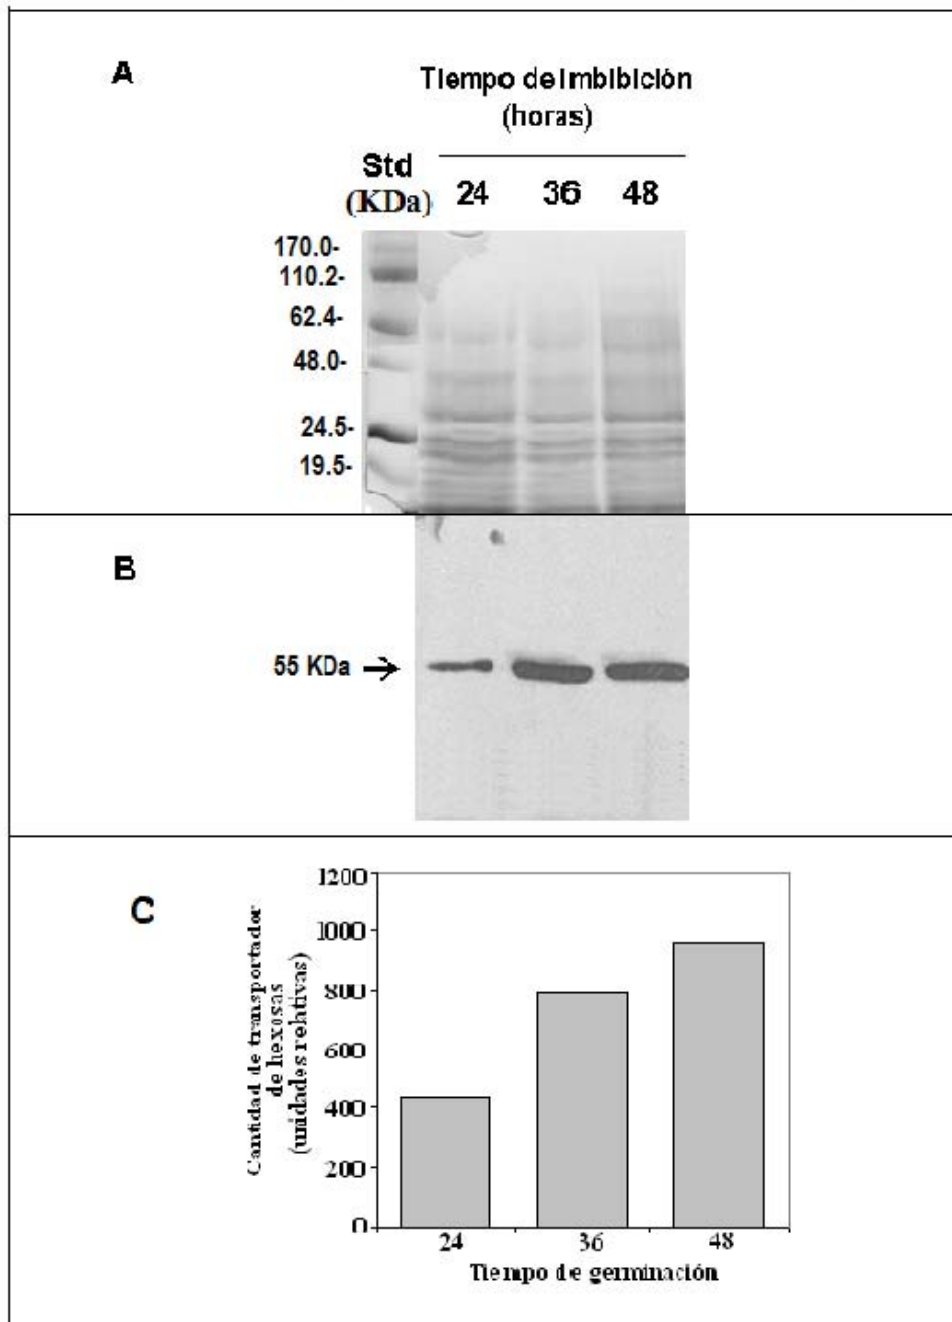 A
Tiempo de imbibición
(horas)
Std
(KDa)
24 36 48
170.0-
110.2-
62.4-
48.0-
24.5-
19.5-
B
55 KDa
C
Cantidad de transportador
de hexosas
(unidades reltivas)
1200
1000
800
600
400
200
0
24 36 48
Tiempo de germinación